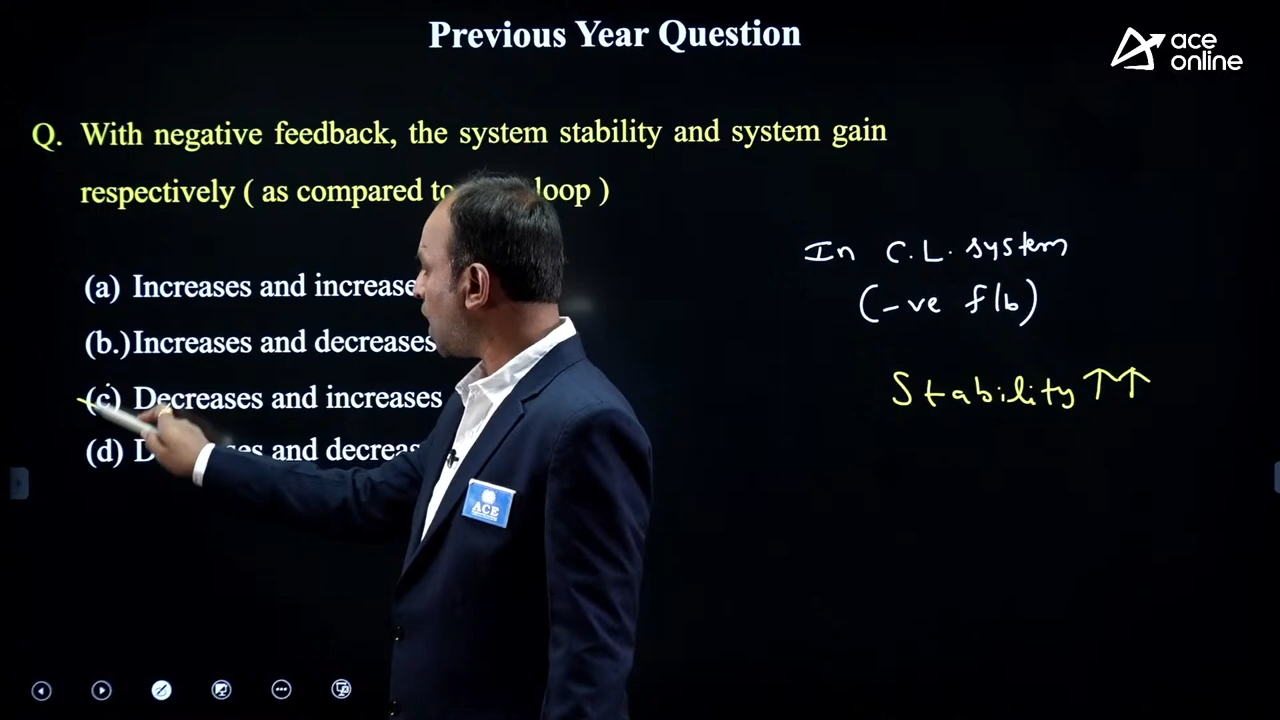 Previous Year Question
ace
online
Q. With negative feedback, the system stability and system gain
respectively ( as compared to loop )
(a) Increases and increase
(b.) Increases and decreases
(c) Decreases and increases
(d) and decreas
In C.L. system
(-ve f/b)
Stability ↑↑
ACE